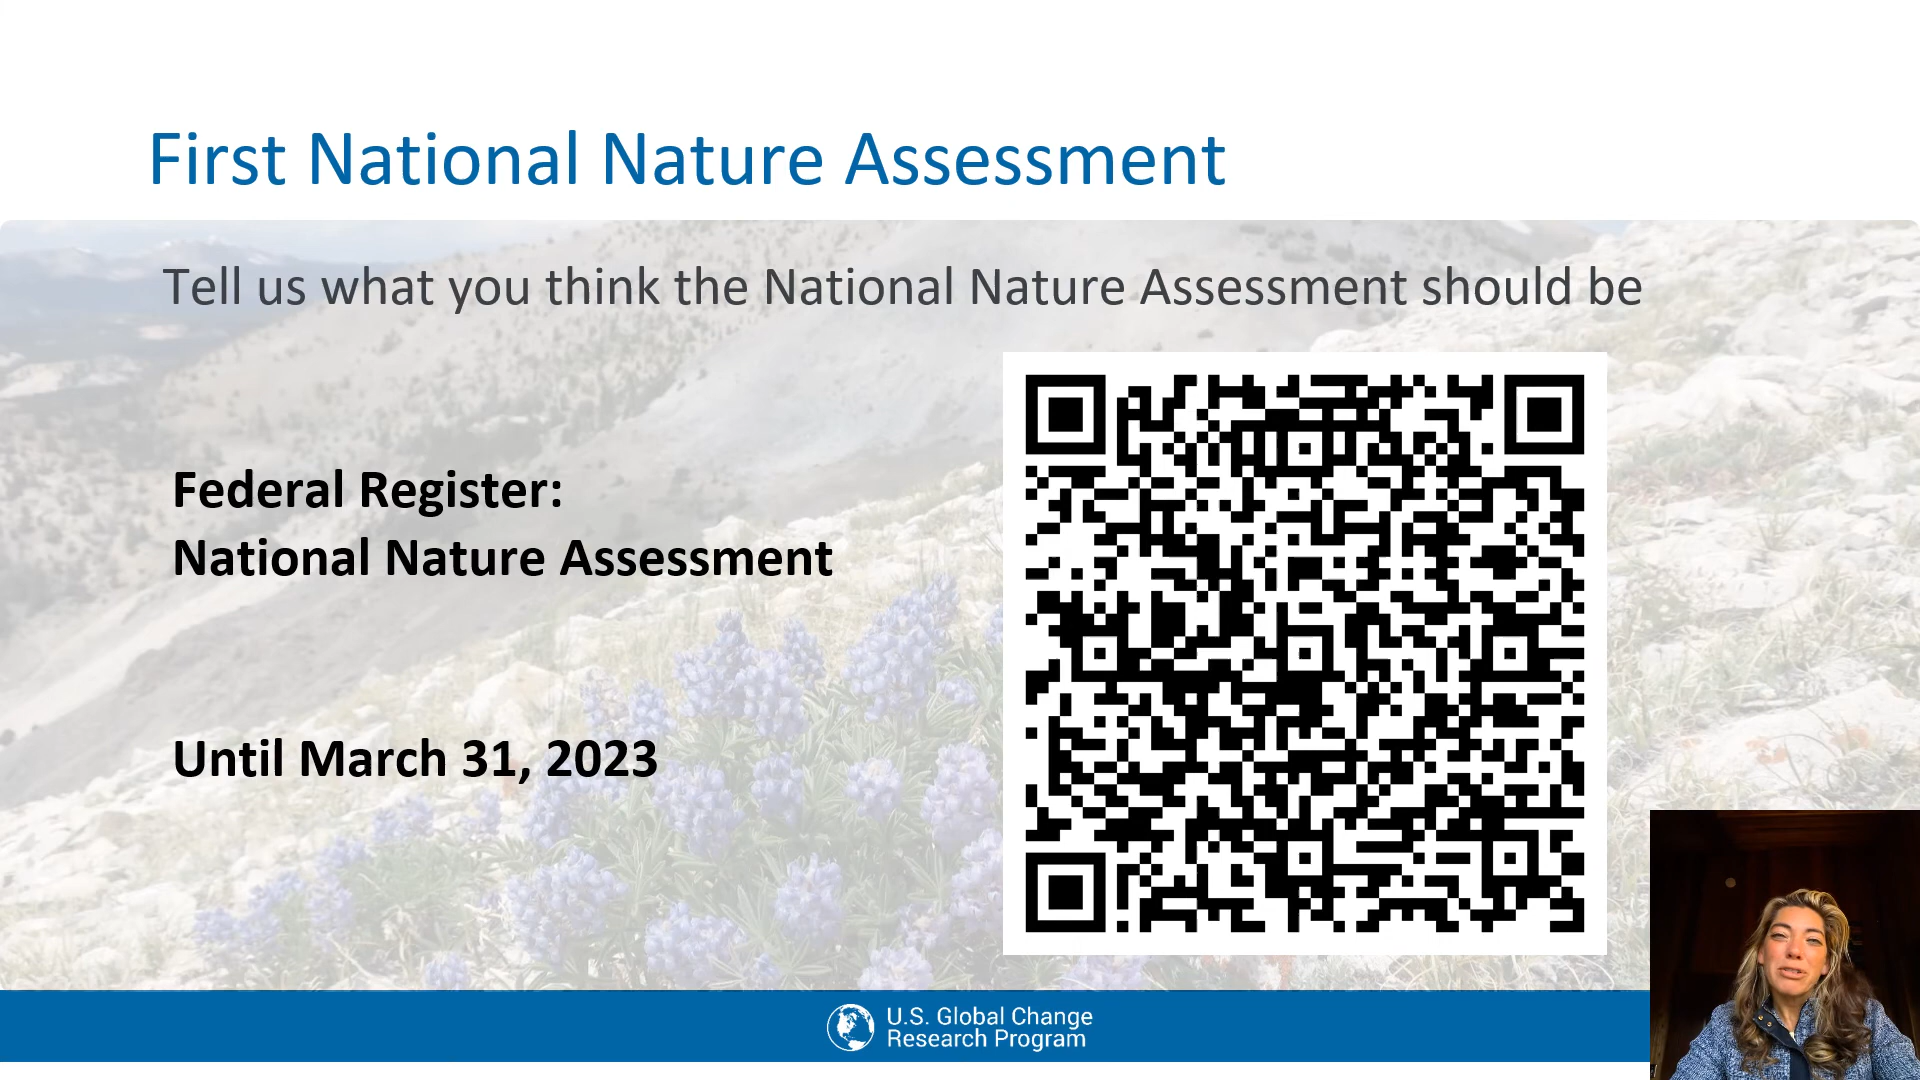 First National Nature Assessment
Tell us what you think the National Nature Assessment should be
Federal Register:
National Nature Assessment
Until March 31, 2023
U.S. Global Change
Research Program